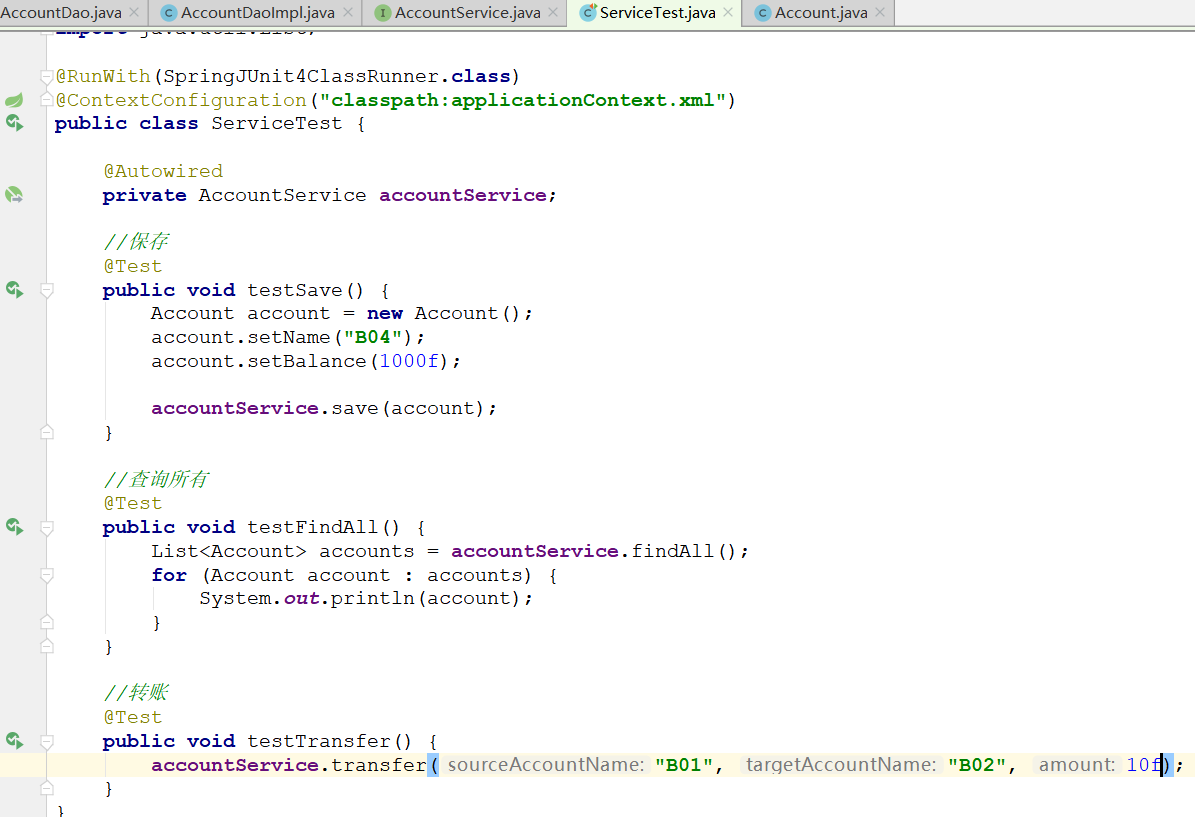 AccountDao.java × C AccountDaoImpl.java × I AccountService.java × C ServiceTest.java × C Account.java ×
import java.util.List;
@RunWith(SpringJUnit4ClassRunner.class)
@ContextConfiguration("classpath:applicationContext.xml")
public class ServiceTest {
@Autowired
private AccountService accountService;
//保存
@Test
public void testSave() {
Account account = new Account();
account.setName("B04");
account.setBalance(1000f);
accountService.save(account);
}
//查询所有
@Test
public void testFindAll() {
List<Account> accounts = accountService.findAll();
for (Account account : accounts) {
System.out.println(account);
}
}
//转账
@Test
public void testTransfer() {
accountService.transfer( sourceAccountName: "B01", targetAccountName: "B02", amount: 10f);
}
}